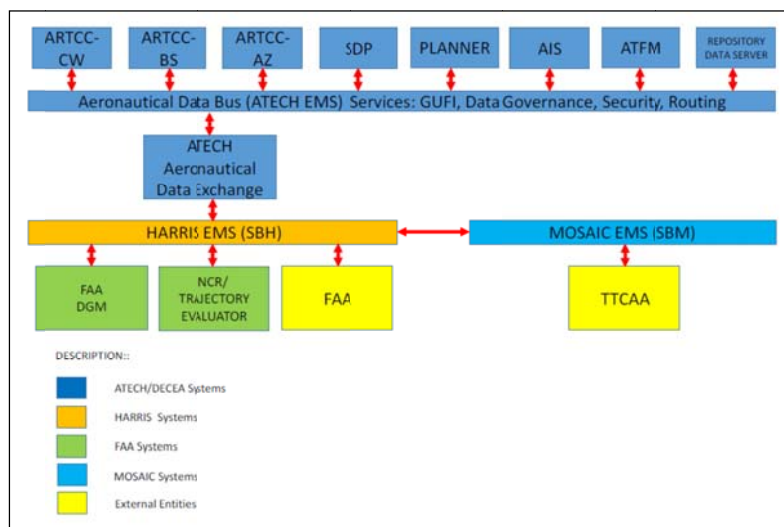 ARTCC-
CW
ARTCC-
BS
ARTCC-
AZ
SDP
PLANNER
AIS
ATFM
REPOSITORY
DATA SERVER
Aeronautical Data Bus (ATECH EMS) Services: GUFI, Data Governance, Security, Routing
ATECH
Aeronautical
Data Exchange
HARRIS EMS (SBH)
MOSAIC EMS (SBM)
FAA
DGM
NCR/
TRAJECTORY
EVALUATOR
FAA
TTCAA
DESCRIPTION::
ATECH/DECEA Systems
HARRIS Systems
FAA Systems
MOSAIC Systems
External Entities